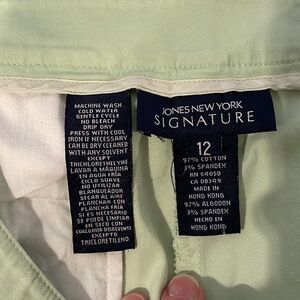 MACHINE WASH
COLD WATER
GENTLE CYCLE
NO BLEACH
DRIP DRY
PRESS WITH COOL
IRON IF NECESSARY
CAN BE DRY CLEANED
WITH ANY SOLVENT
EXCEPT
TRICLORETHELYNE
LAVAR A MAQUINA
EN AGUA FRIA
CICLO SUAVE
NO UTILIZAR
BLANQUEADOR
SECAR AL AIRE
PLANCHAR CON
PLANCHA FRIA
SI ES NECESARIO
SE PUEDE LIMPIAR
EN SECO CON
CUALQUIER DISOLVENTE
EXCEPTO
TRICLORETILENO
JONES NEW YORK
SIGNATURE
12
97% COTTON
3% SPANDEX
RN 54050
CA 08349
MADE IN
HONG KONG
97% ALGODON
3% SPANDEX
HECHO EN
HONG KONG